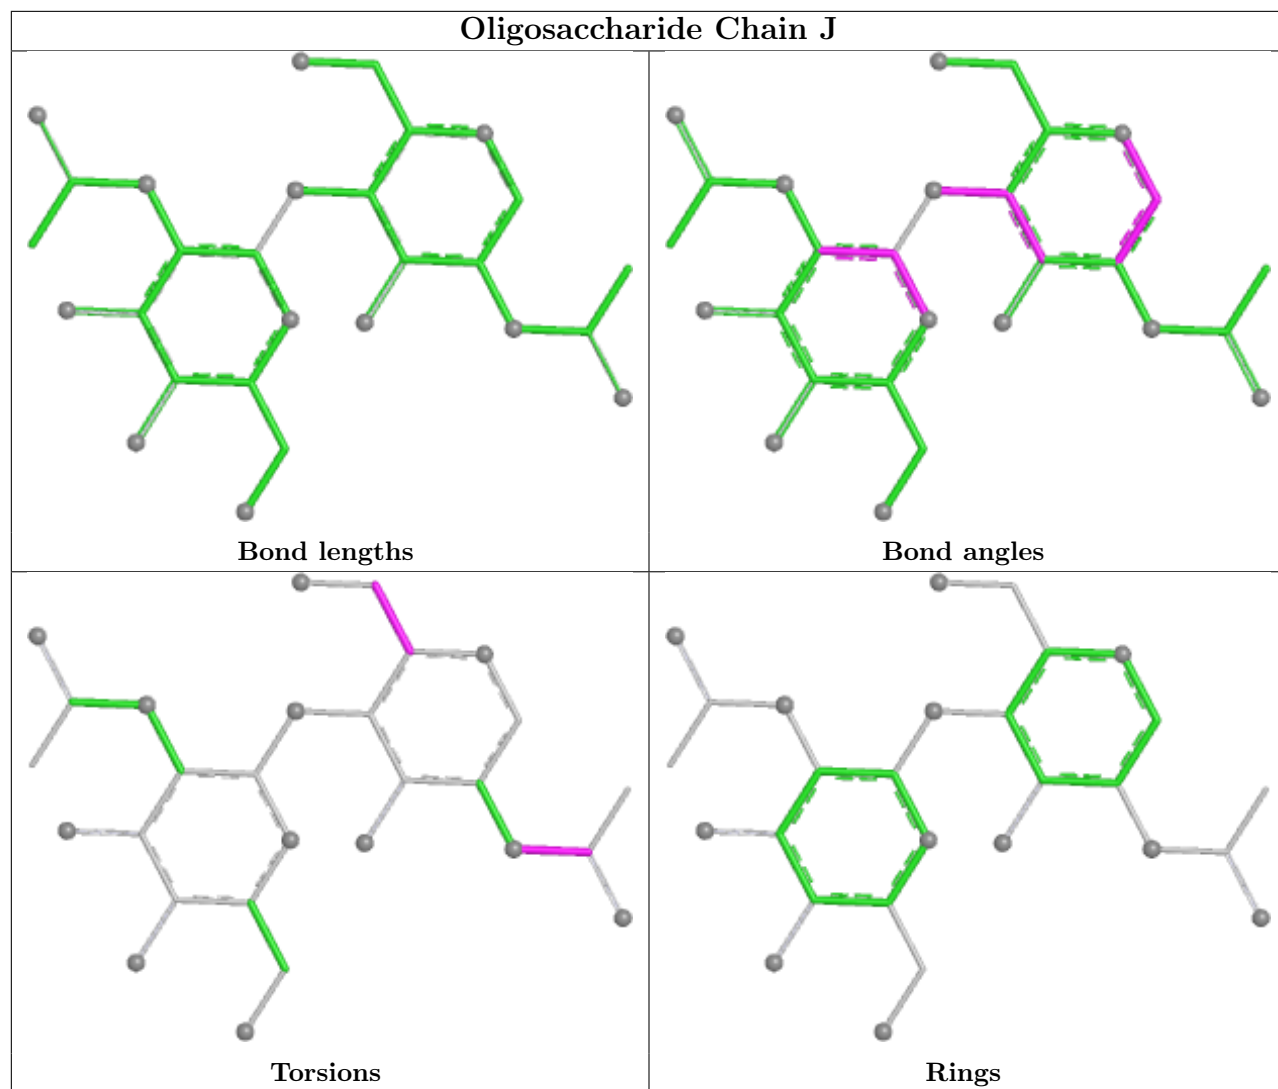 Oligosaccharide Chain J
Bond lengths
Bond angles
Torsions
Rings